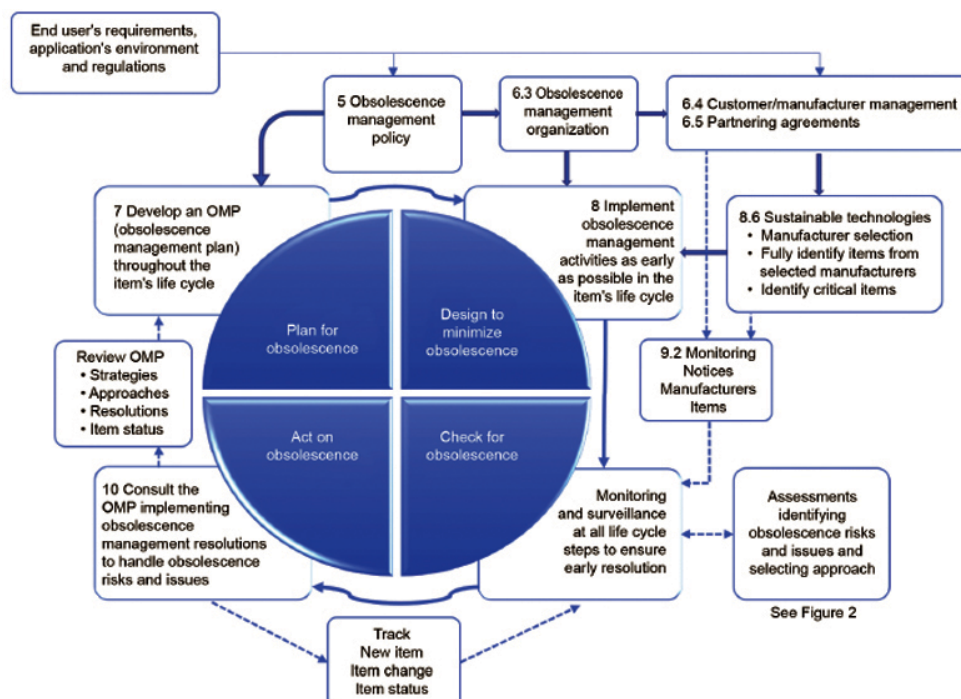 End user's requirements,
application's environment
and regulations
5 Obsolescence
management
policy
6.3 Obsolescence
management
organization
6.4 Customer/manufacturer management
6.5 Partnering agreements
7 Develop an OMP
(obsolescence
management plan)
throughout the
item's life cycle
8 Implement
obsolescence
management
activities as early
as possible in the
item's life cycle
8.6 Sustainable technologies
• Manufacturer selection
• Fully identify items from
selected manufacturers
• Identify critical items
Plan for
obsolescence
Design to
minimize
obsolescence
Review OMP
• Strategies
• Approaches
• Resolutions
• Item status
9.2 Monitoring
Notices
Manufacturers
Items
Act on
obsolescence
Check for
obsolescence
10 Consult the
OMP implementing
obsolescence
management resolutions
to handle obsolescence
risks and issues
Monitoring
and surveillance
at all life cycle
steps to ensure
early resolution
Assessments
identifying
obsolescence risks
and issues and
selecting approach
See Figure 2
Track
New item
Item change
Item status